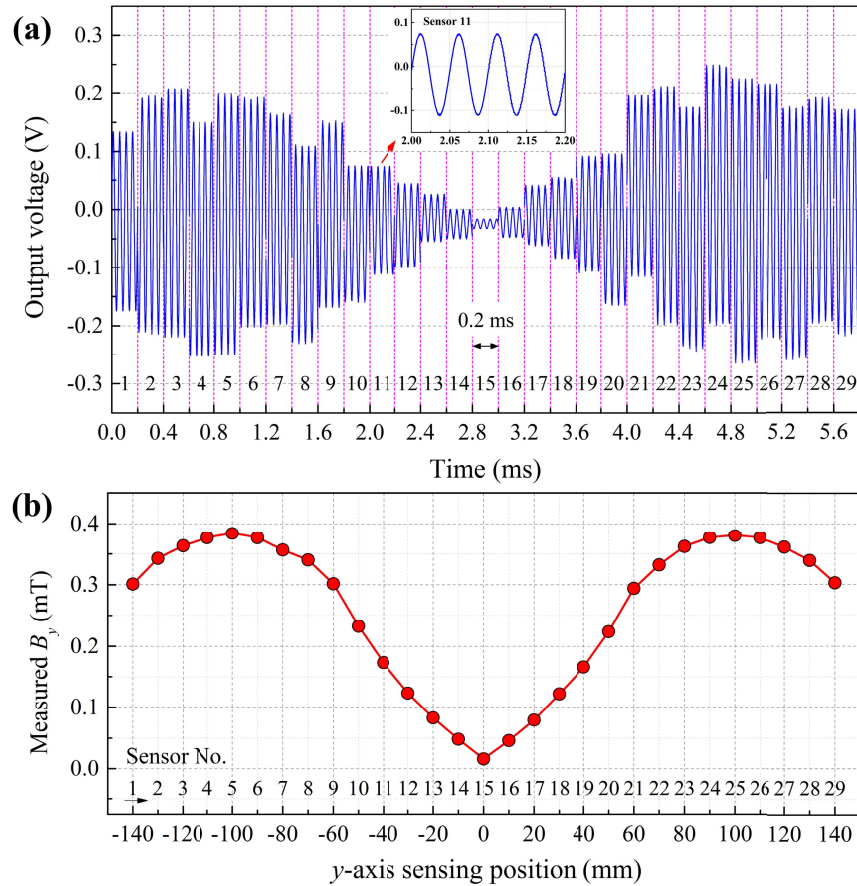 (a)
Output voltage (V)
0.3
0.2
0.1
0.0
-0.1
-0.2
-0.3
Sensor 11
0.1
0.0
-0.1
2.00 2.05 2.10 2.15 2.20
0.2 ms
1 2 3 4 5 6 7 8 9 10 11 12 13 14 15 16 17 18 19 20 21 22 23 24 25 26 27 28 29
0.0 0.4 0.8 1.2 1.6 2.0 2.4 2.8 3.2 3.6 4.0 4.4 4.8 5.2 5.6
Time (ms)
(b)
Measured By (mT)
0.4
0.3
0.2
0.1
0.0
Sensor No.
1 2 3 4 5 6 7 8 9 10 11 12 13 14 15 16 17 18 19 20 21 22 23 24 25 26 27 28 29
-140 -120 -100 -80 -60 -40 -20 0 20 40 60 80 100 120 140
y-axis sensing position (mm)